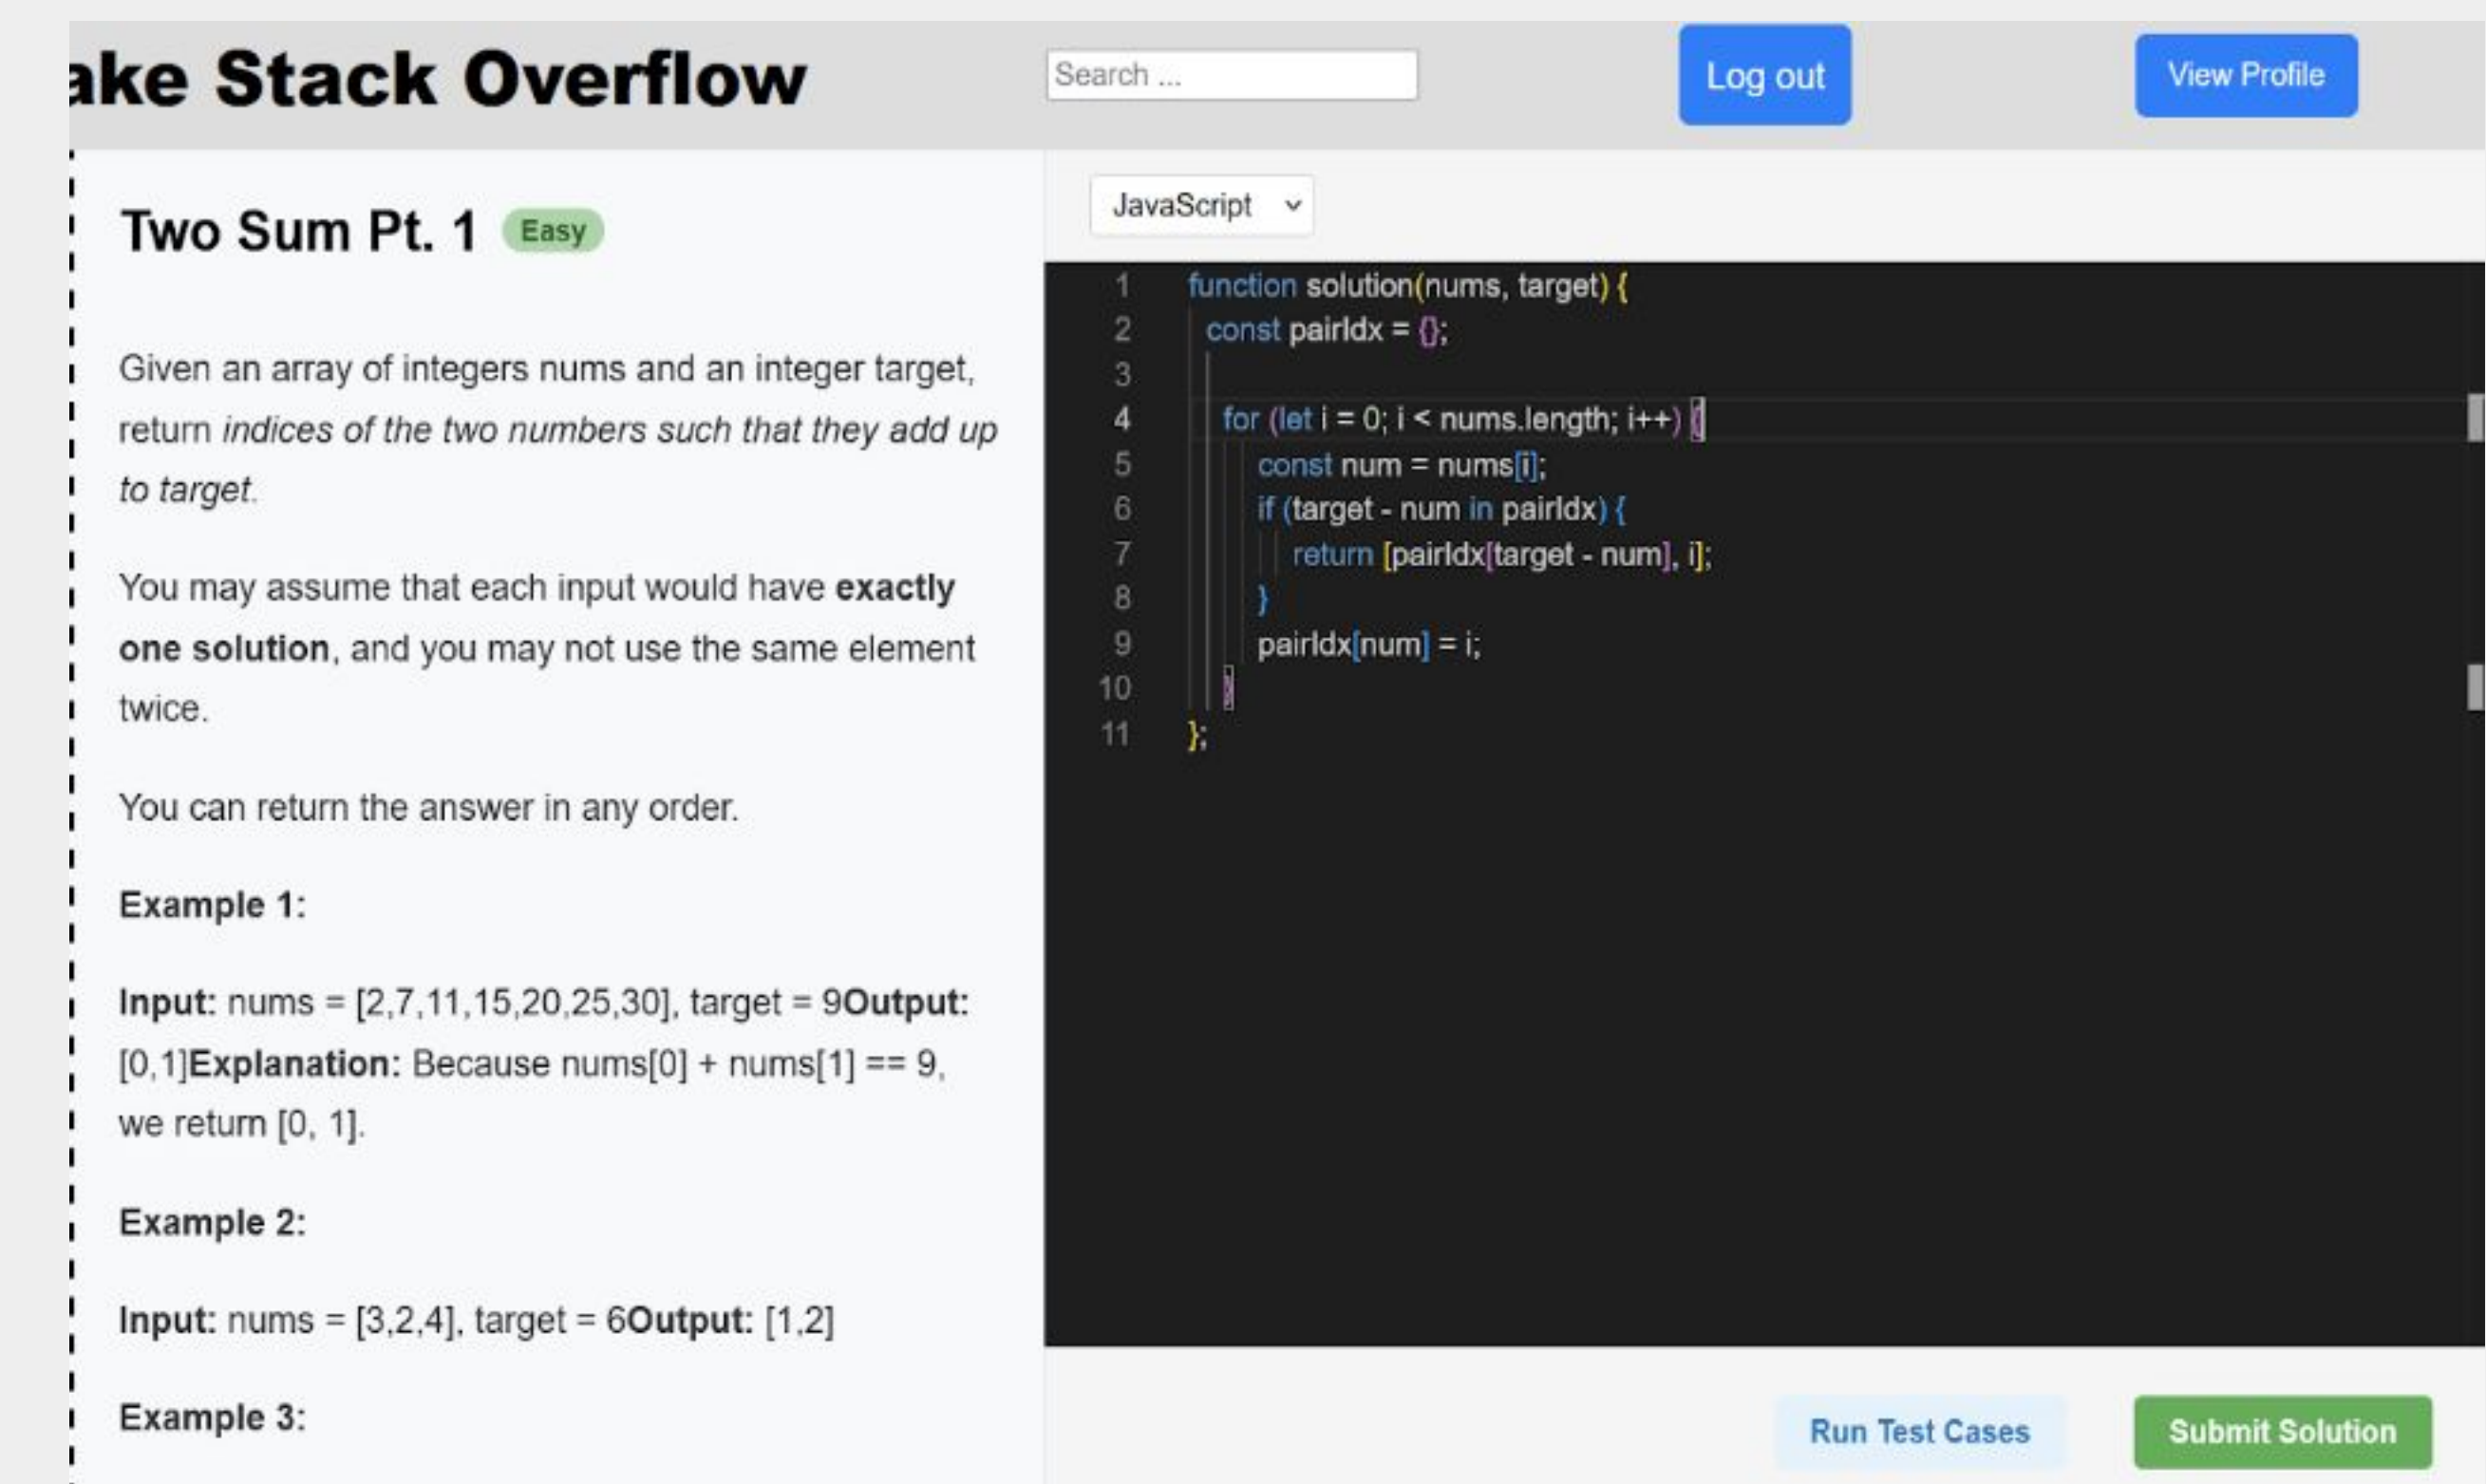 ake Stack Overflow
Search ...
Log out
View Profile
Two Sum Pt. 1 Easy
Given an array of integers nums and an integer target,
return indices of the two numbers such that they add up
to target.
You may assume that each input would have exactly
one solution, and you may not use the same element
twice.
You can return the answer in any order.
Example 1:
Input: nums = [2,7,11,15,20,25,30], target = 9Output:
[0,1]Explanation: Because nums[0] + nums[1] == 9,
we return [0, 1].
Example 2:
Input: nums = [3,2,4], target = 6Output: [1,2]
Example 3:
JavaScript
1 function solution(nums, target) {
2 const pairIdx = {};
3
4 for (let i = 0; i < nums.length; i++) {
5 const num = nums[i];
6 if (target - num in pairIdx) {
7 return [pairIdx[target - num], i];
8 }
9 pairIdx[num] = i;
10 }
11 };
Run Test Cases
Submit Solution